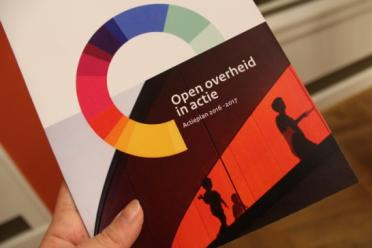 Open overheid
in actie
Actieplan 2016 -2017